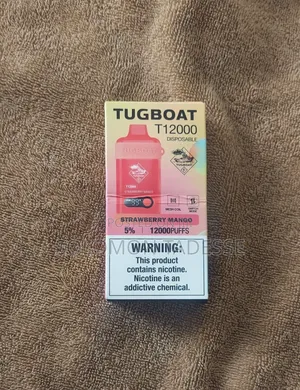 TUGBOAT
T12000
DISPOSABLE
STRAWBERRY MANGO
5% 12000PUFFS
WARNING:
This product
contains nicotine.
Nicotine is an
addictive chemical.